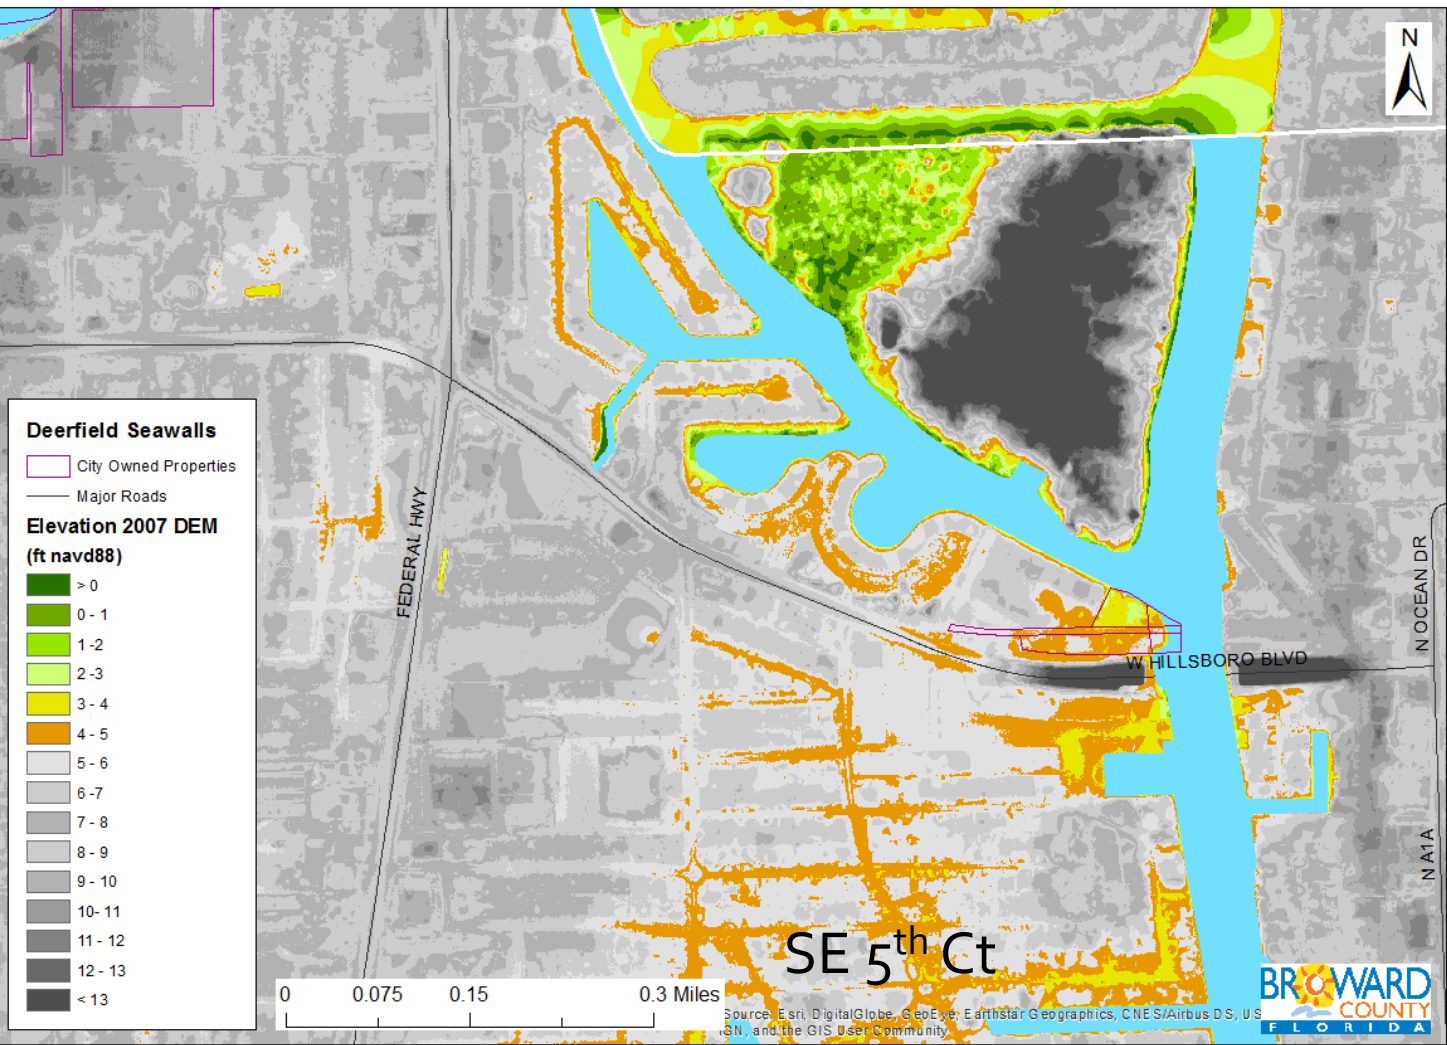 N
FEDERAL HWY
N OCEAN DR
W HILLSBORO BLVD
N A1A
Deerfield Seawalls
City Owned Properties
Major Roads
Elevation 2007 DEM
(ft navd88)
> 0
0 - 1
1 -2
2 -3
3 - 4
4 - 5
5 - 6
6 -7
7 - 8
8 - 9
9 - 10
10- 11
11 - 12
12 - 13
< 13
SE 5th Ct
0 0.075 0.15 0.3 Miles
Source: Esri, DigitalGlobe, GeoEye, Earthstar Geographics, CNES/Airbus DS, US
IGN, and the GIS User Community
BROWARD
COUNTY
FLORIDA